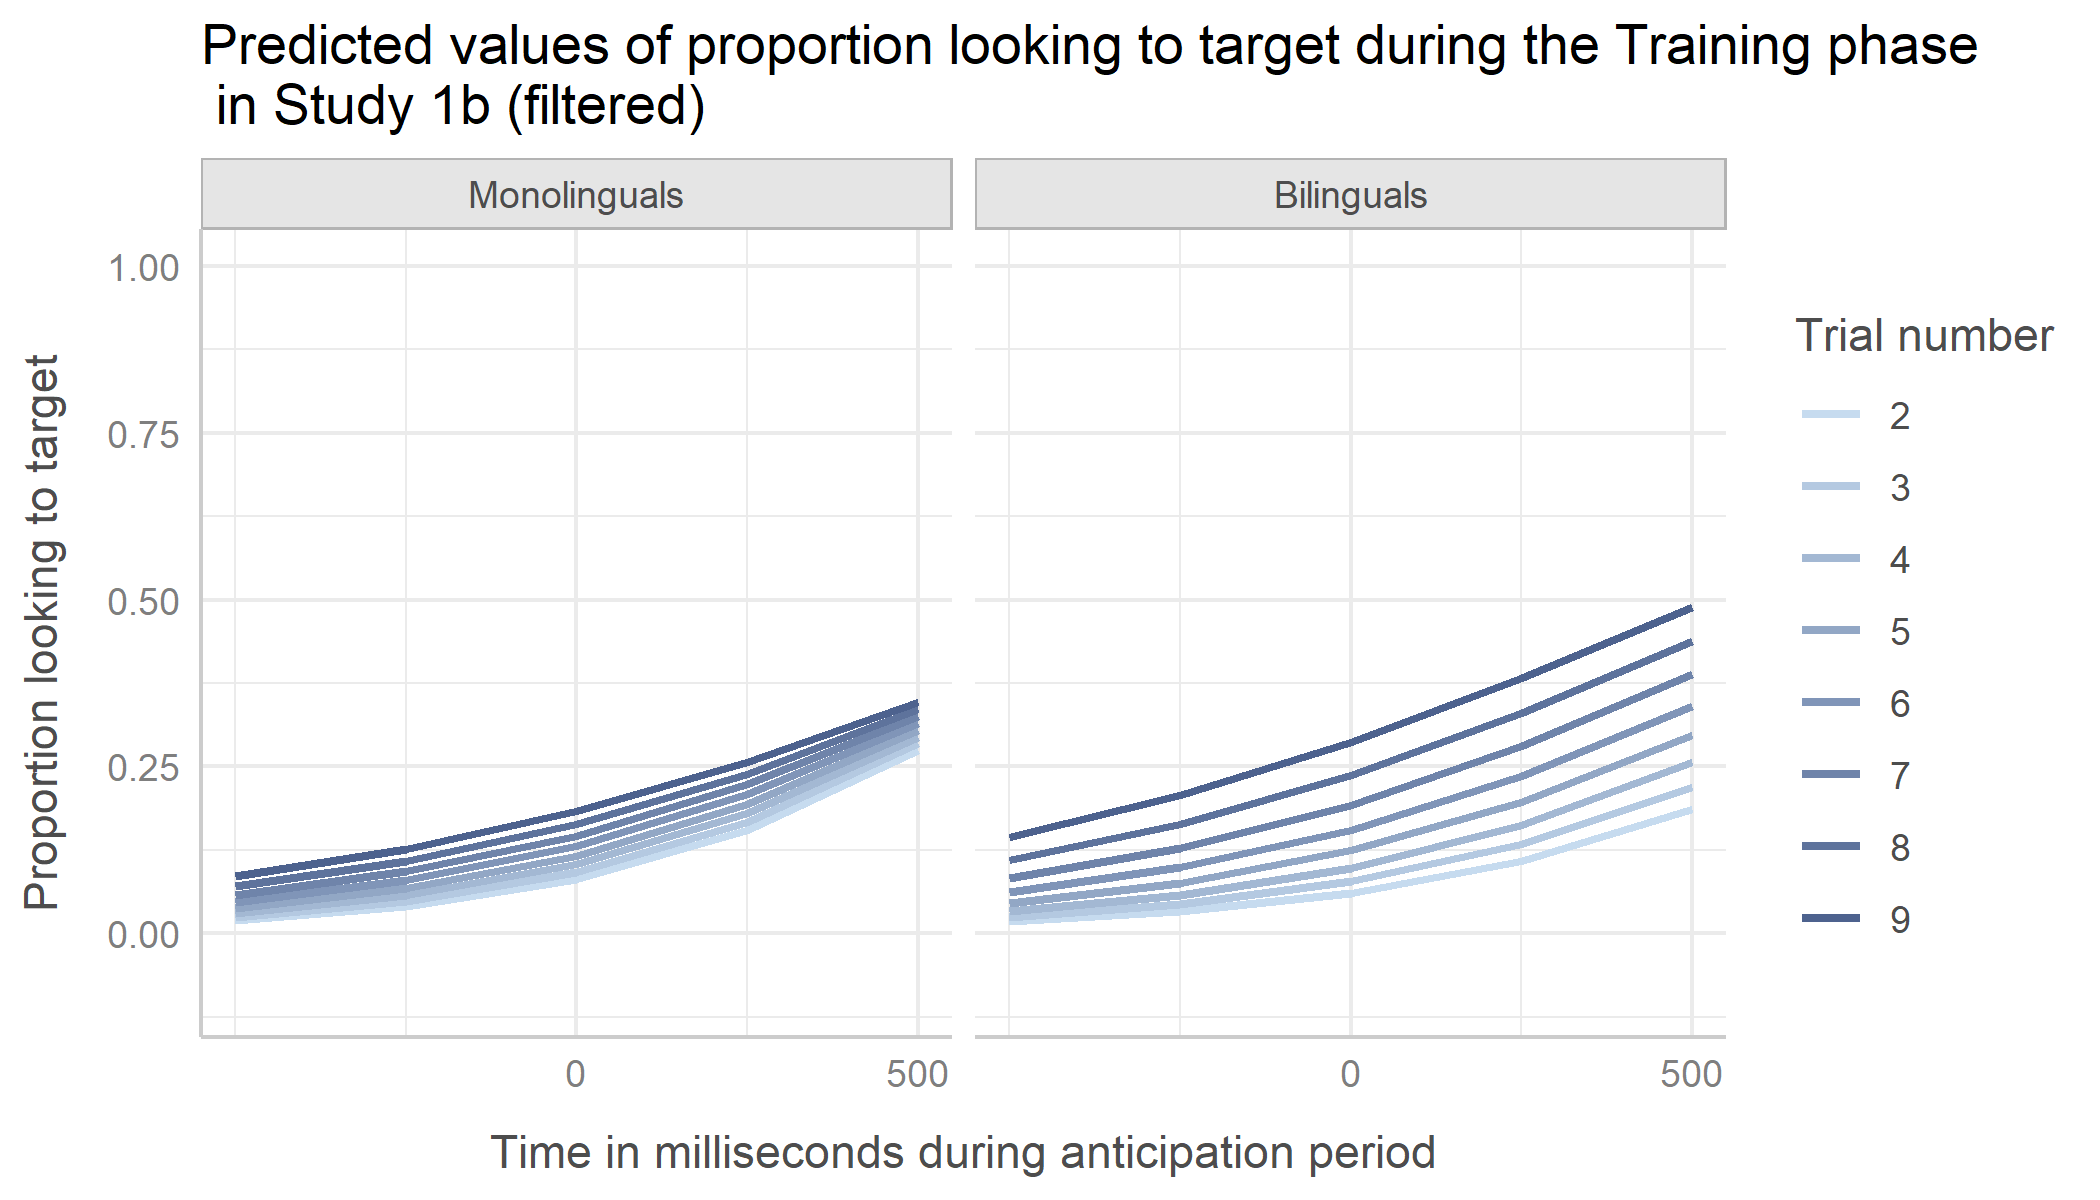 Predicted values of proportion looking to target during the Training phase
in Study 1b (filtered)
Monolinguals
Bilinguals
1.00
0.75
0.50
0.25
0.00
Proportion looking to target
0
500
0
500
Time in milliseconds during anticipation period
Trial number
2
3
4
5
6
7
8
9